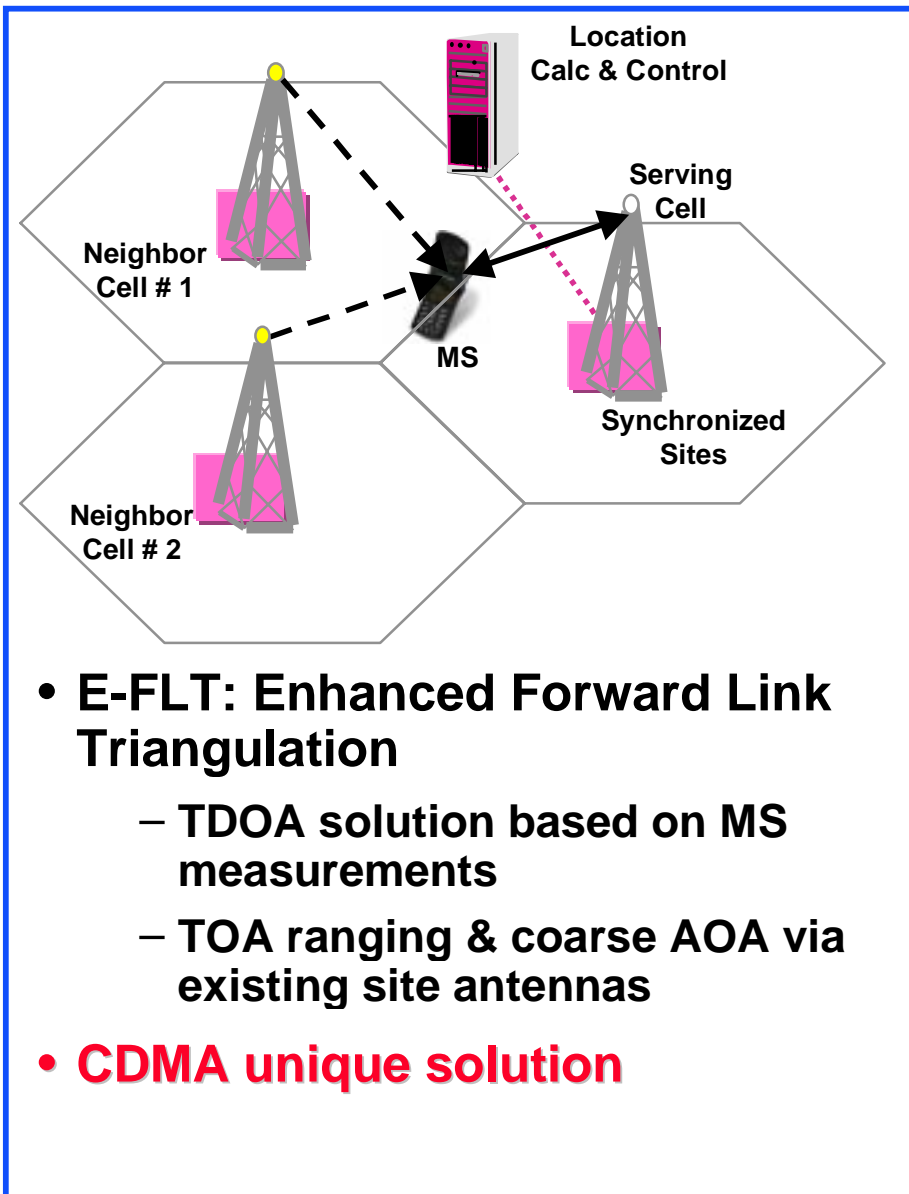 Location
Calc & Control
Serving
Cell
Neighbor
Cell # 1
MS
Synchronized
Sites
Neighbor
Cell # 2
• E-FLT: Enhanced Forward Link
Triangulation
– TDOA solution based on MS
measurements
– TOA ranging & coarse AOA via
existing site antennas
• CDMA unique solution